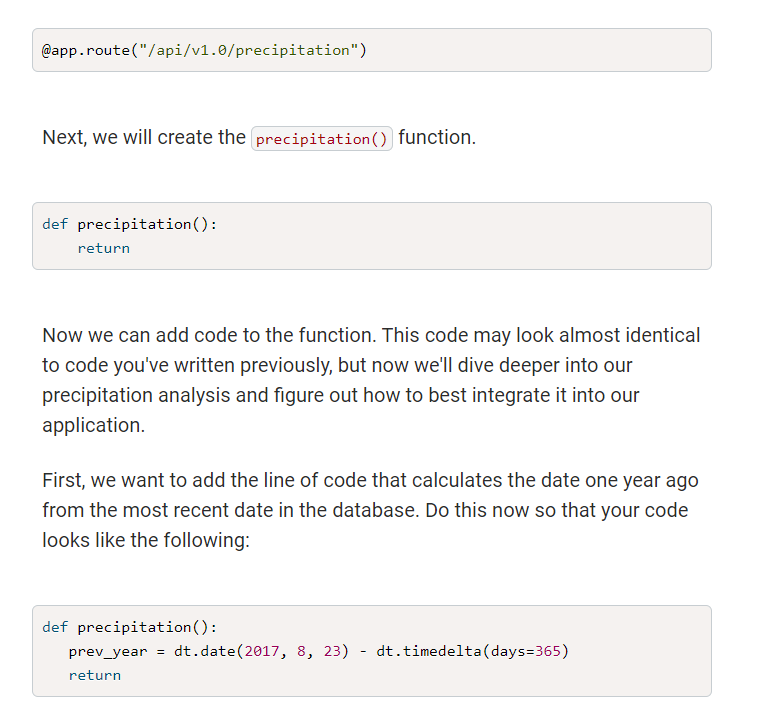 @app.route("/api/v1.0/precipitation")
Next, we will create the precipitation() function.
def precipitation():
    return
Now we can add code to the function. This code may look almost identical
to code you've written previously, but now we'll dive deeper into our
precipitation analysis and figure out how to best integrate it into our
application.
First, we want to add the line of code that calculates the date one year ago
from the most recent date in the database. Do this now so that your code
looks like the following:
def precipitation():
   prev_year = dt.date(2017, 8, 23) - dt.timedelta(days=365)
   return